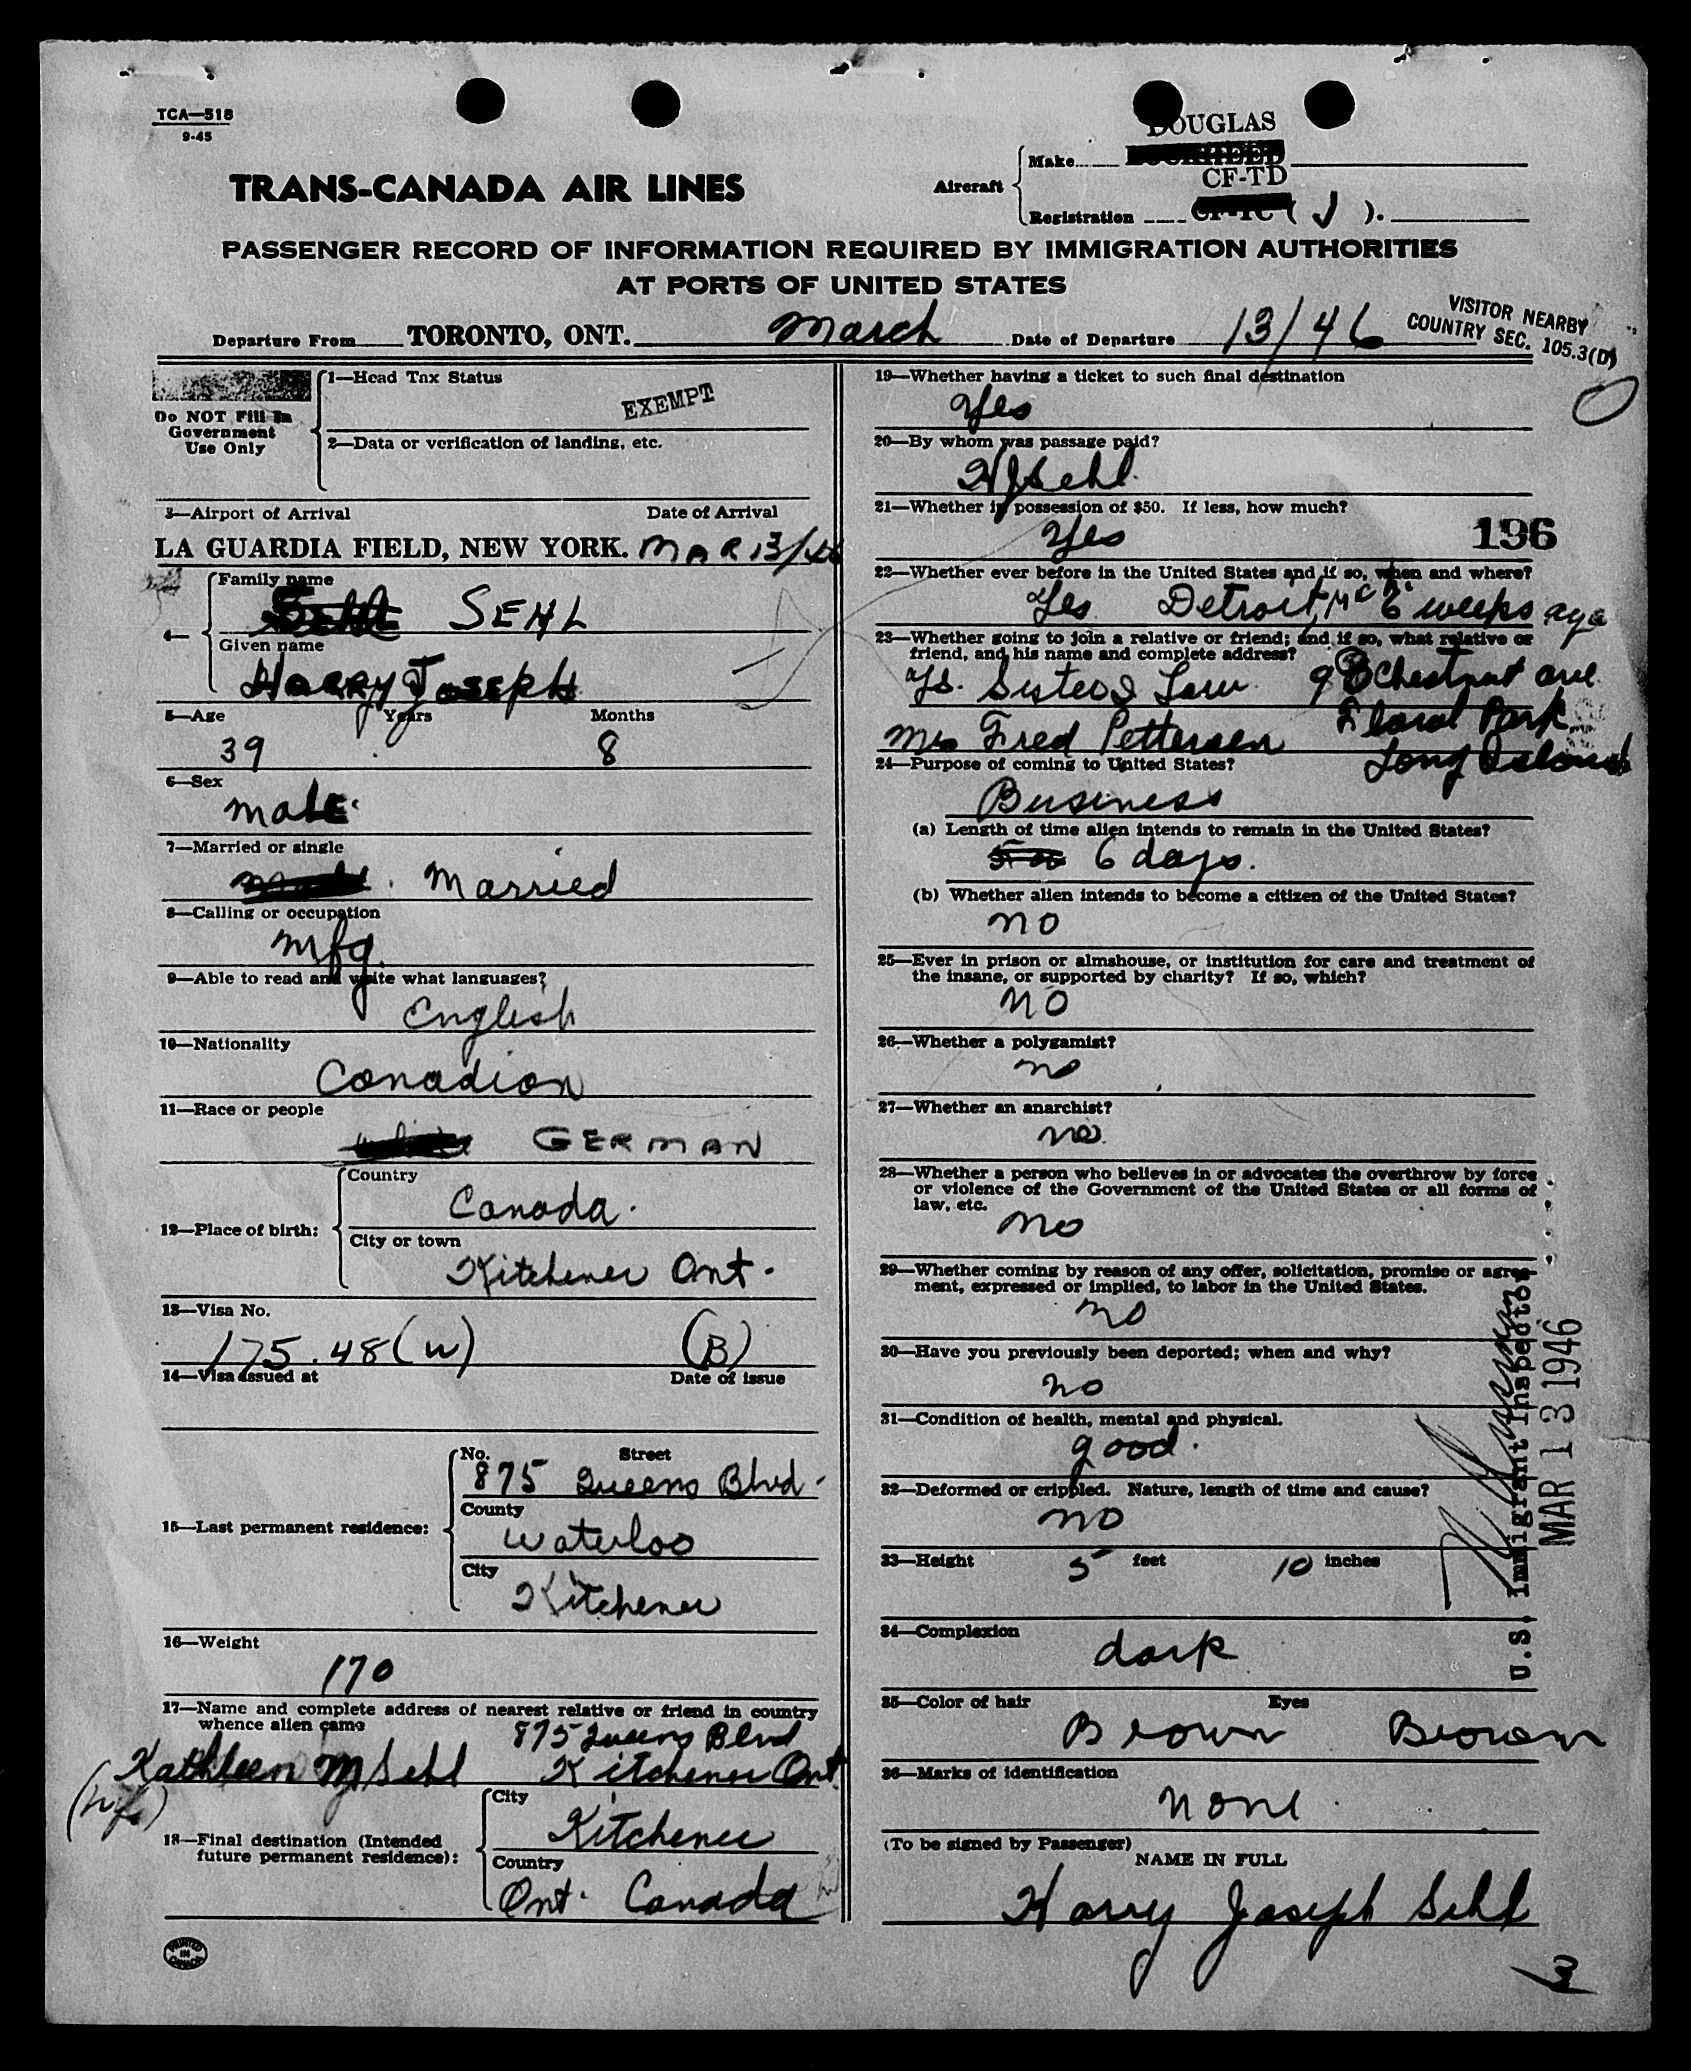 TCA—518
9-45
TRANS-CANADA AIR LINES
DOUGLAS
Aircraft
Make
LOCKHEED
CF-TD
Registration CF-TC ( J ).
PASSENGER RECORD OF INFORMATION REQUIRED BY IMMIGRATION AUTHORITIES
AT PORTS OF UNITED STATES
Departure From TORONTO, ONT. March Date of Departure 13/46
VISITOR NEARBY
COUNTRY SEC. 105.3(D)
Do NOT Fill In
Government
Use Only
1—Head Tax Status
EXEMPT
2—Data or verification of landing, etc.
3—Airport of Arrival Date of Arrival
LA GUARDIA FIELD, NEW YORK. MAR 13/46
4—
Family name
Sehl SEHL
Given name
HARRY JOSEPH
5—Age Years Months
39 8
6—Sex
male.
7—Married or single
Married
8—Calling or occupation
Mfg.
9—Able to read and write what languages?
English
10—Nationality
Canadian
11—Race or people
GERMAN
12—Place of birth:
Country
Canada.
City or town
Kitchener Ont.
13—Visa No.
175.48 (W) (B)
14—Visa issued at Date of issue
15—Last permanent residence:
No. Street
875 Queens Blvd.
County
Waterloo
City
Kitchener
16—Weight
170
17—Name and complete address of nearest relative or friend in country
whence alien came
875 Queens Blvd
Kathleen M Sehl Kitchener Ont.
(wife)
18—Final destination (Intended
future permanent residence):
City
Kitchener
Country
Ont. Canada
PRINTED
IN
CANADA
19—Whether having a ticket to such final destination
Yes
20—By whom was passage paid?
HJSehl.
21—Whether in possession of $50. If less, how much?
Yes
196
22—Whether ever before in the United States and if so, when and where?
Yes Detroit, 6 weeks ago
23—Whether going to join a relative or friend; and if so, what relative or
friend, and his name and complete address?
Ys. Sister in Law 98 Chestnut ave.
Floral Park
Mrs Fred Pettersen Long Island
24—Purpose of coming to United States?
Business
(a) Length of time alien intends to remain in the United States?
6 days.
(b) Whether alien intends to become a citizen of the United States?
no
25—Ever in prison or almshouse, or institution for care and treatment of
the insane, or supported by charity? If so, which?
no
26—Whether a polygamist?
no
27—Whether an anarchist?
no.
28—Whether a person who believes in or advocates the overthrow by force
or violence of the Government of the United States or all forms of
law, etc.
no
29—Whether coming by reason of any offer, solicitation, promise or agree-
ment, expressed or implied, to labor in the United States.
no
30—Have you previously been deported; when and why?
no
31—Condition of health, mental and physical.
good.
32—Deformed or crippled. Nature, length of time and cause?
no
33—Height 5 feet 10 inches
34—Complexion
dark
35—Color of hair Eyes
Brown Brown
36—Marks of identification
none.
U.S. Immigrant Inspector
MAR 13 1946
(To be signed by Passenger)
NAME IN FULL
Harry Joseph Sehl
3